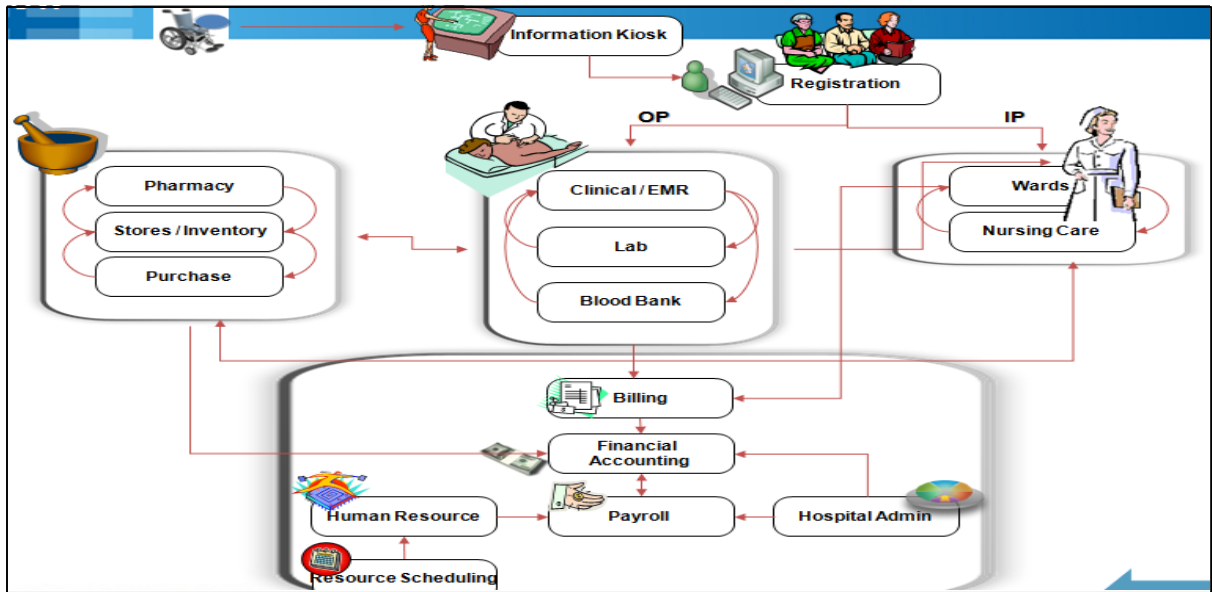 Information Kiosk
Registration
OP
IP
Pharmacy
Stores / Inventory
Purchase
Clinical / EMR
Lab
Blood Bank
Wards
Nursing Care
Billing
Financial
Accounting
Human Resource
Payroll
Hospital Admin
Resource Scheduling